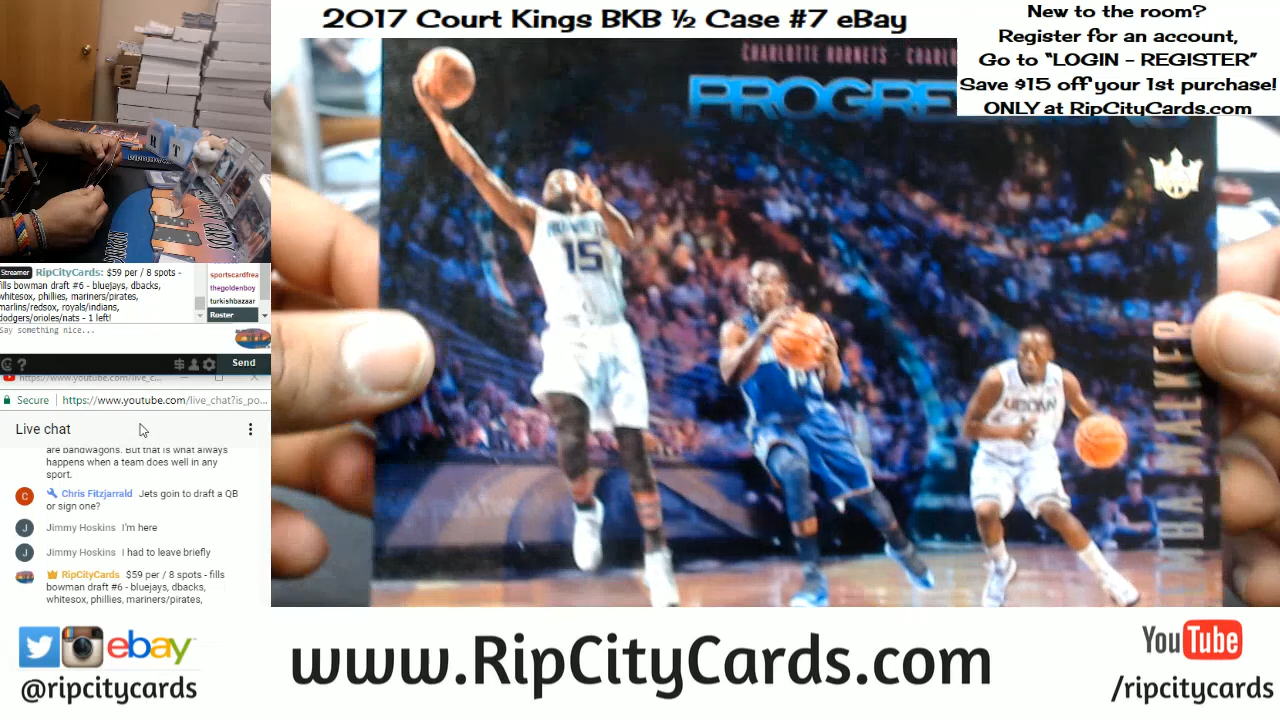 2017 Court Kings BKB ½ Case #7 eBay
New to the room?
Register for an account,
Go to “LOGIN - REGISTER”
Save $15 off your 1st purchase!
ONLY at RipCityCards.com
CHARLOTTE HORNETS - CHARLO
PROGRE
15
UCONN
WALKER
Streamer RipCityCards: $59 per / 8 spots -
fills bowman draft #6 - bluejays, dbacks,
whitesox, phillies, mariners/pirates,
marlins/redsox, royals/indians,
dodgers/orioles/nats - 1 left!
sportscardfrea
thegoldenboy
turkishbazaar
Roster
Say something nice...
Send
https://www.youtube.com/live_c...
Secure https://www.youtube.com/live_chat?is_po...
Live chat
are bandwagons. But that is what always
happens when a team does well in any
sport.
C Chris Fitzjarrald Jets goin to draft a QB
or sign one?
J Jimmy Hoskins I'm here
J Jimmy Hoskins I had to leave briefly
RipCityCards $59 per / 8 spots - fills
bowman draft #6 - bluejays, dbacks,
whitesox, phillies, mariners/pirates,
ebay
@ripcitycards
www.RipCityCards.com
YouTube
/ripcitycards